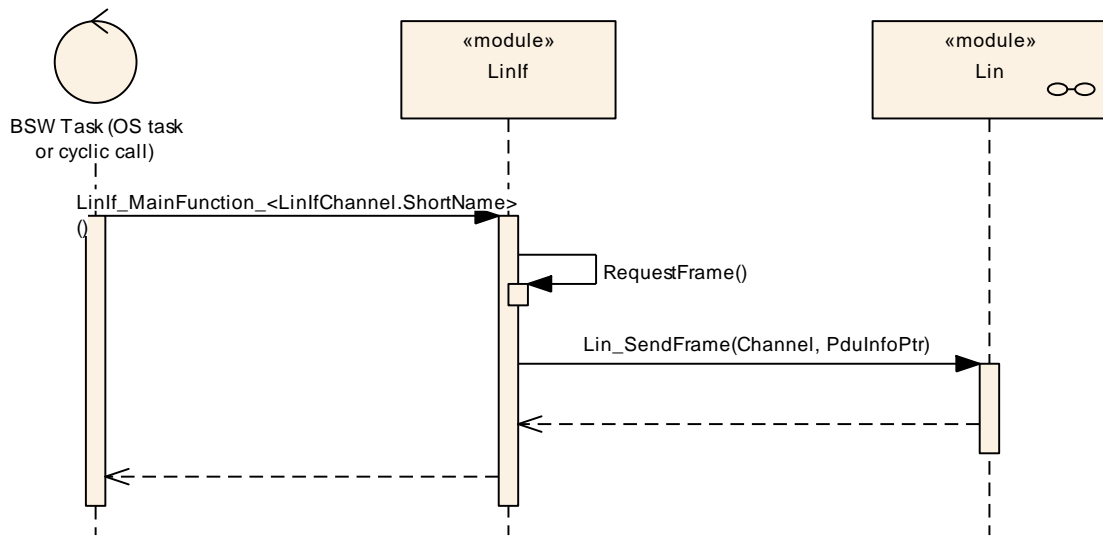 «module»
LinIf
«module»
Lin
BSW Task (OS task
or cyclic call)
LinIf_MainFunction_<LinIfChannel.ShortName>
()
RequestFrame()
Lin_SendFrame(Channel, PduInfoPtr)